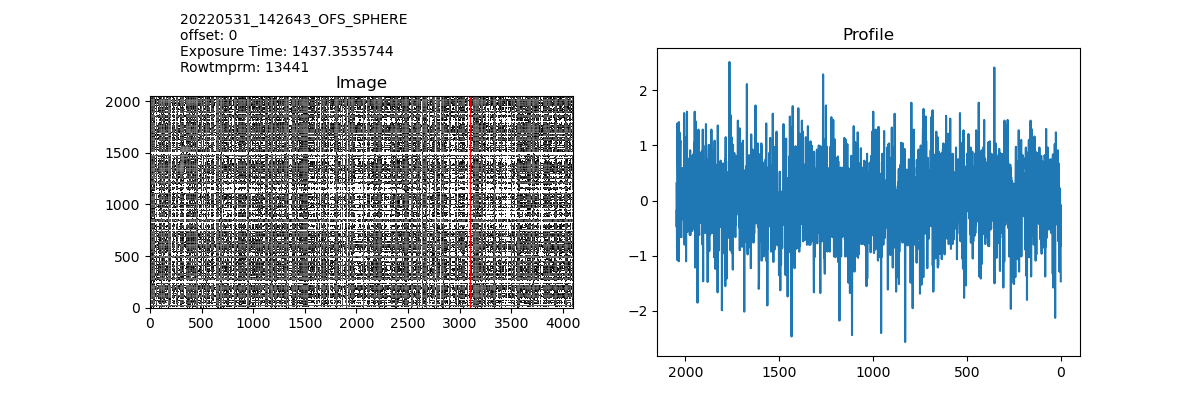 20220531_142643_OFS_SPHERE
offset: 0
Exposure Time: 1437.3535744
Rowtmprm: 13441
Image
2000
1500
1000
500
0
0 500 1000 1500 2000 2500 3000 3500 4000
Profile
2
1
0
−1
−2
2000 1500 1000 500 0